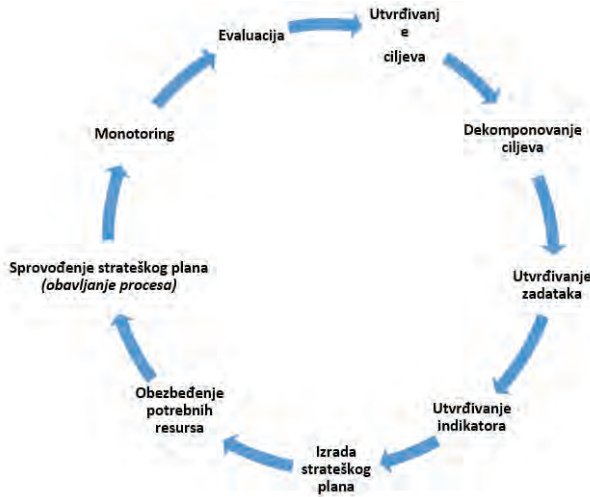 Utvrđivanj
e
ciljeva
Dekomponovanje
ciljeva
Utvrđivanje
zadataka
Utvrđivanje
indikatora
Izrada
strateškog
plana
Obezbeđenje
potrebnih
resursa
Sprovođenje strateškog plana
(obavljanje procesa)
Monotoring
Evaluacija